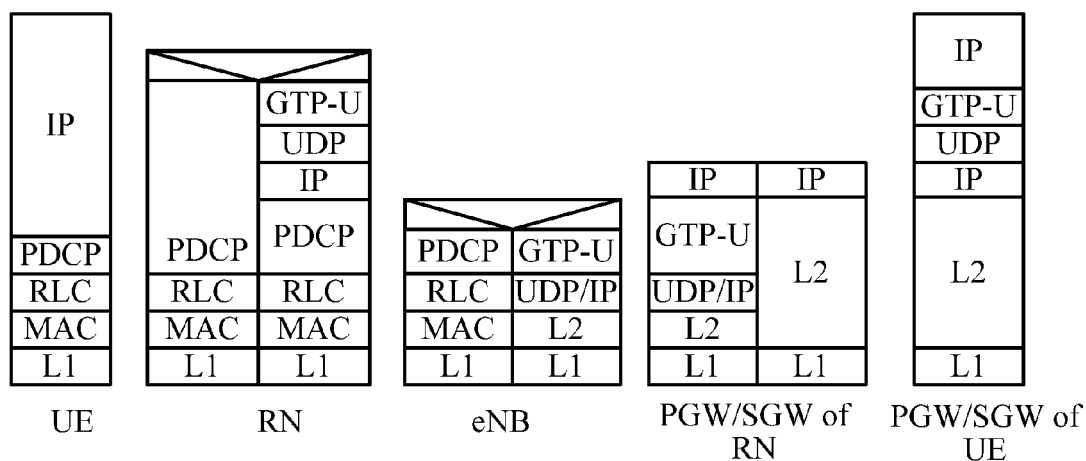 IP
PDCP
RLC
MAC
L1
UE
PDCP
RLC
MAC
L1
GTP-U
UDP
IP
PDCP
RLC
MAC
L1
RN
PDCP
RLC
MAC
L1
GTP-U
UDP/IP
L2
L1
eNB
IP
GTP-U
UDP/IP
L2
L1
IP
L2
L1
PGW/SGW of
RN
IP
GTP-U
UDP
IP
L2
L1
PGW/SGW of
UE